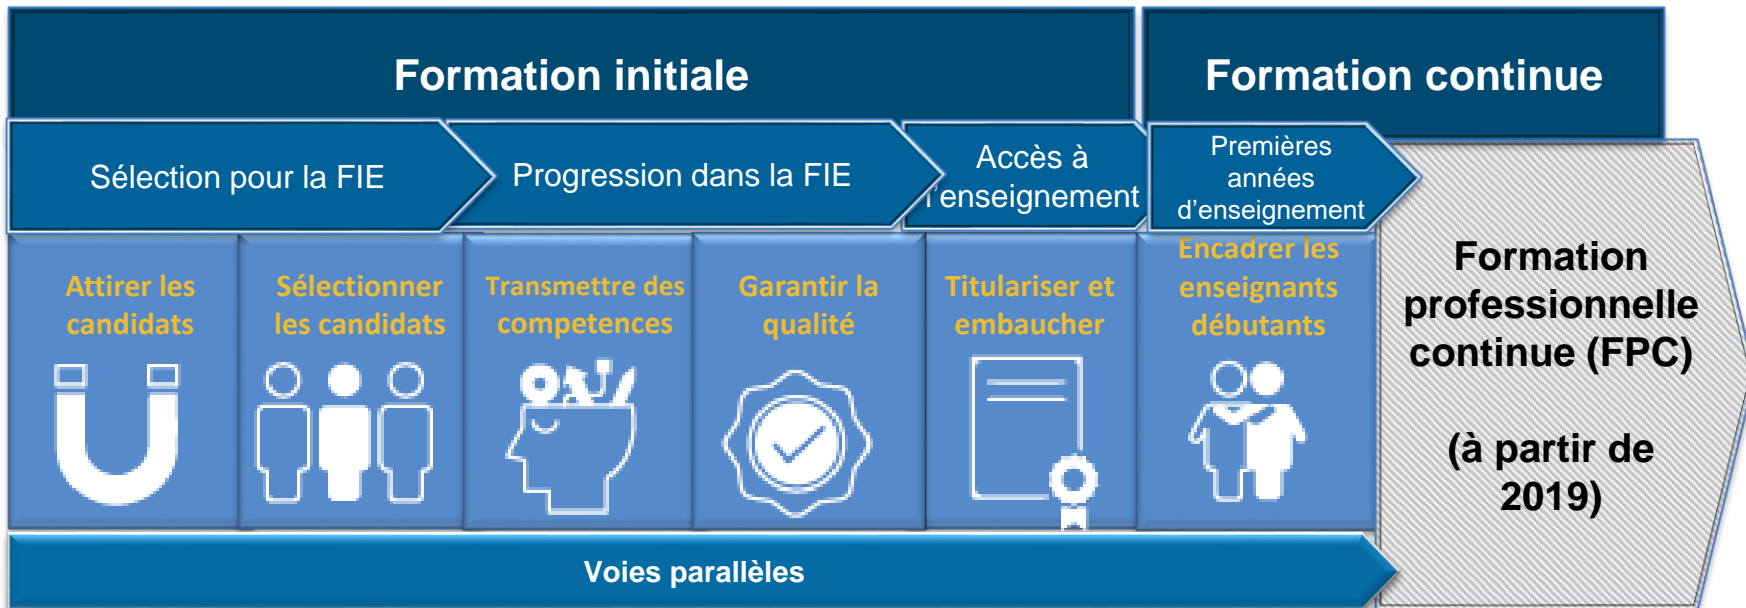 Formation initiale
Formation continue
Sélection pour la FIE
Progression dans la FIE
Accès à
l'enseignement
Premières
années
d'enseignement
Attirer les
candidats
Sélectionner
les candidats
Transmettre des
competences
Garantir la
qualité
Titulariser et
embaucher
Encadrer les
enseignants
débutants
Formation
professionnelle
continue (FPC)
(à partir de
2019)
Voies parallèles